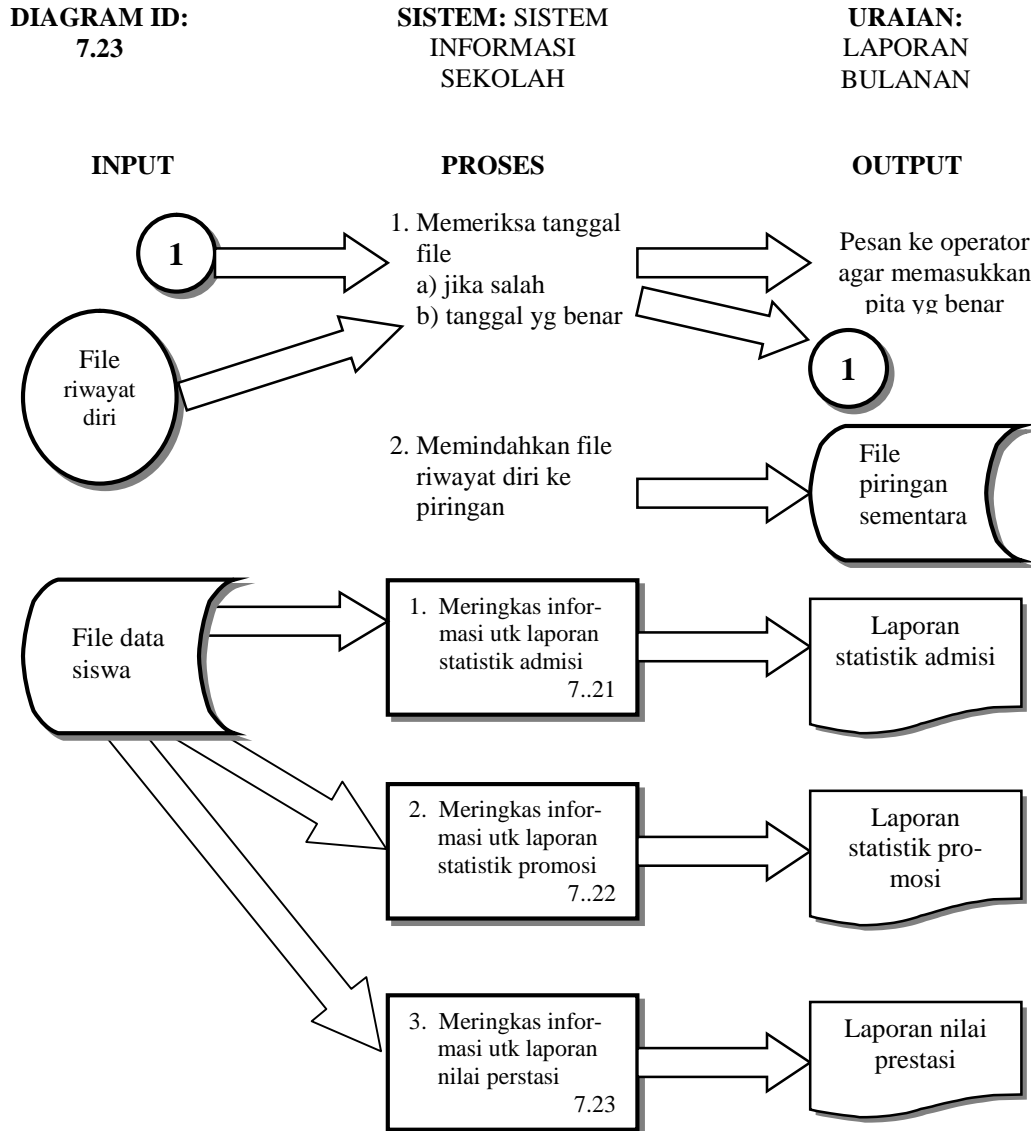 DIAGRAM ID:
7.23
SISTEM: SISTEM
INFORMASI
SEKOLAH
URAIAN:
LAPORAN
BULANAN
INPUT
PROSES
OUTPUT
1
1. Memeriksa tanggal
file
a) jika salah
b) tanggal yg benar
Pesan ke operator
agar memasukkan
pita yg benar
File
riwayat
diri
1
2. Memindahkan file
riwayat diri ke
piringan
File
piringan
sementara
File data
siswa
1. Meringkas infor-
masi utk laporan
statistik admisi
7..21
Laporan
statistik admisi
2. Meringkas infor-
masi utk laporan
statistik promosi
7..22
Laporan
statistik pro-
mosi
3. Meringkas infor-
masi utk laporan
nilai perstasi
7.23
Laporan nilai
prestasi